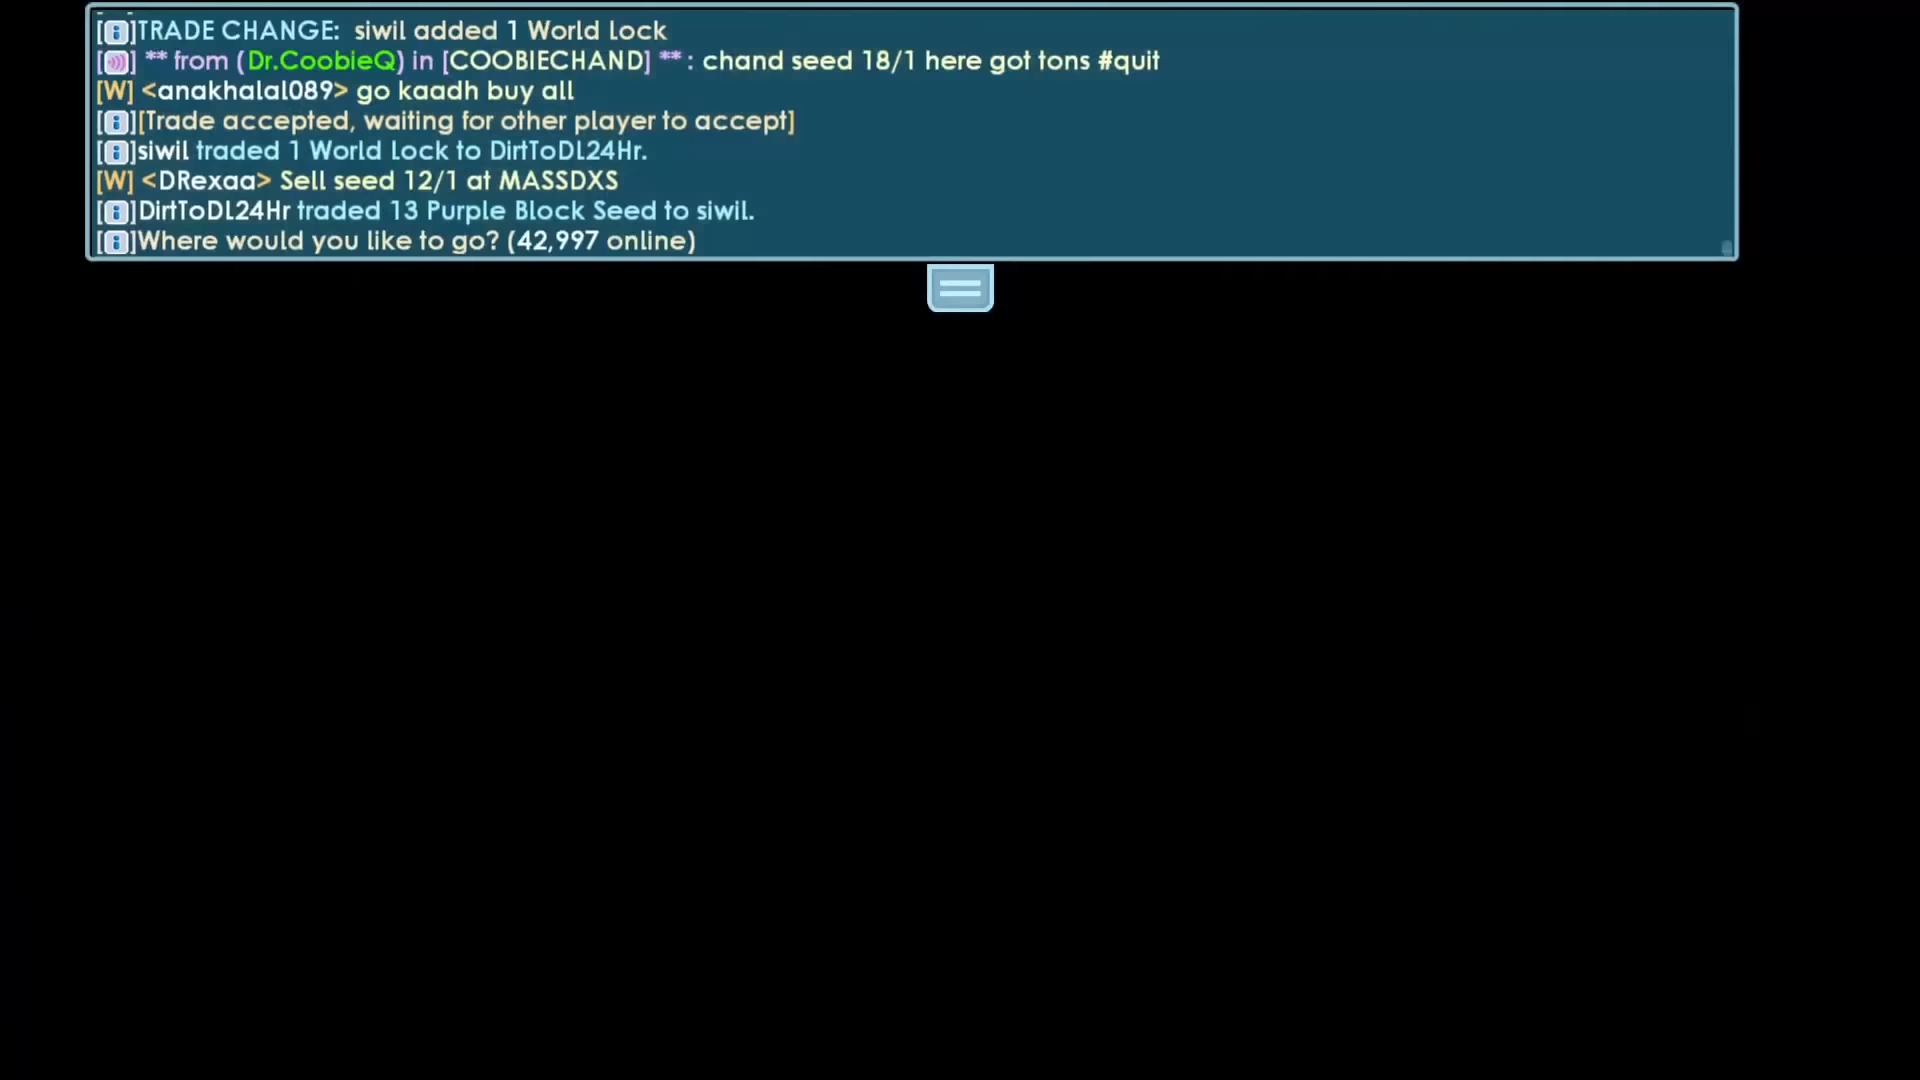 [i]TRADE CHANGE: siwil added 1 World Lock
[] ** from (Dr.CoobieQ) in [COOBIECHAND] ** : chand seed 18/1 here got tons #quit
[W] <anakhalal089> go kaadh buy all
[i][Trade accepted, waiting for other player to accept]
[i]siwil traded 1 World Lock to DirtToDL24Hr.
[W] <DRexaa> Sell seed 12/1 at MASSDXS
[i]DirtToDL24Hr traded 13 Purple Block Seed to siwil.
[i]Where would you like to go? (42,997 online)